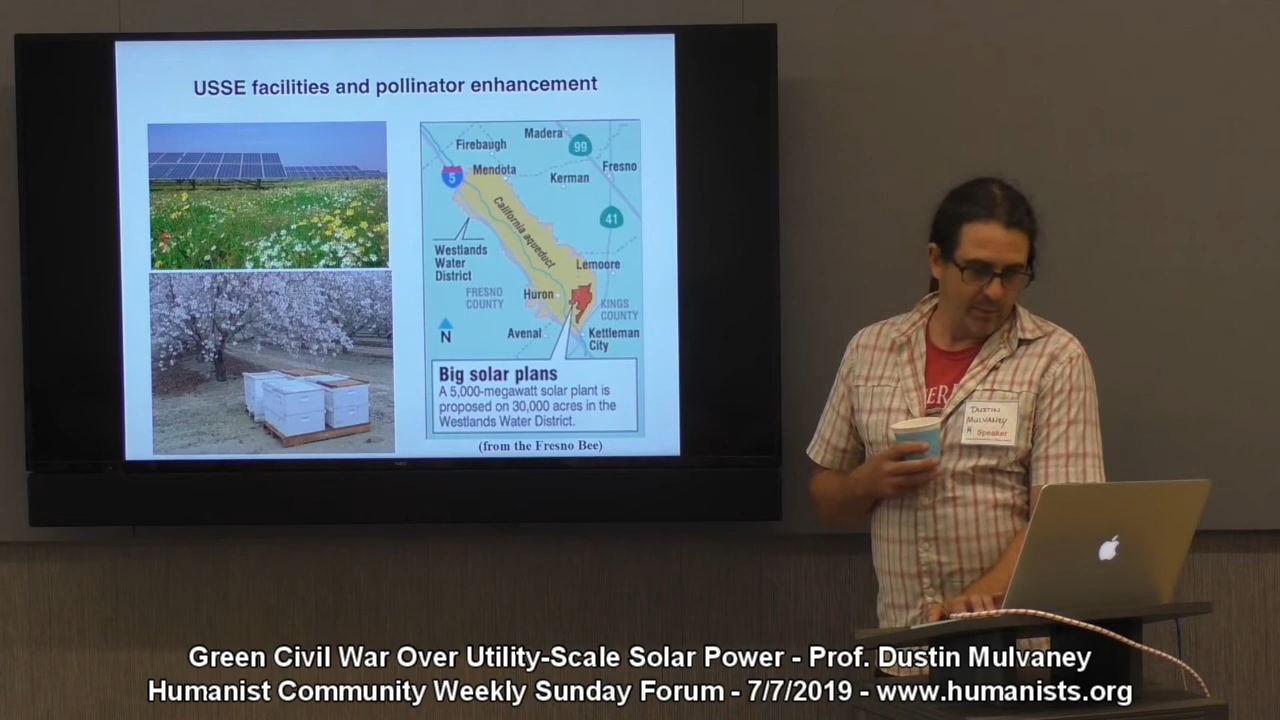 USSE facilities and pollinator enhancement
Madera
99
Firebaugh
Fresno
Mendota
5
Kerman
California aqueduct
41
Westlands
Water
District
Lemoore
FRESNO
COUNTY
Huron
KINGS
COUNTY
N
Avenal
Kettleman
City
Big solar plans
A 5,000-megawatt solar plant is
proposed on 30,000 acres in the
Westlands Water District.
(from the Fresno Bee)
NEC
DUSTIN
MULVANEY
Speaker
Green Civil War Over Utility-Scale Solar Power - Prof. Dustin Mulvaney
Humanist Community Weekly Sunday Forum - 7/7/2019 - www.humanists.org